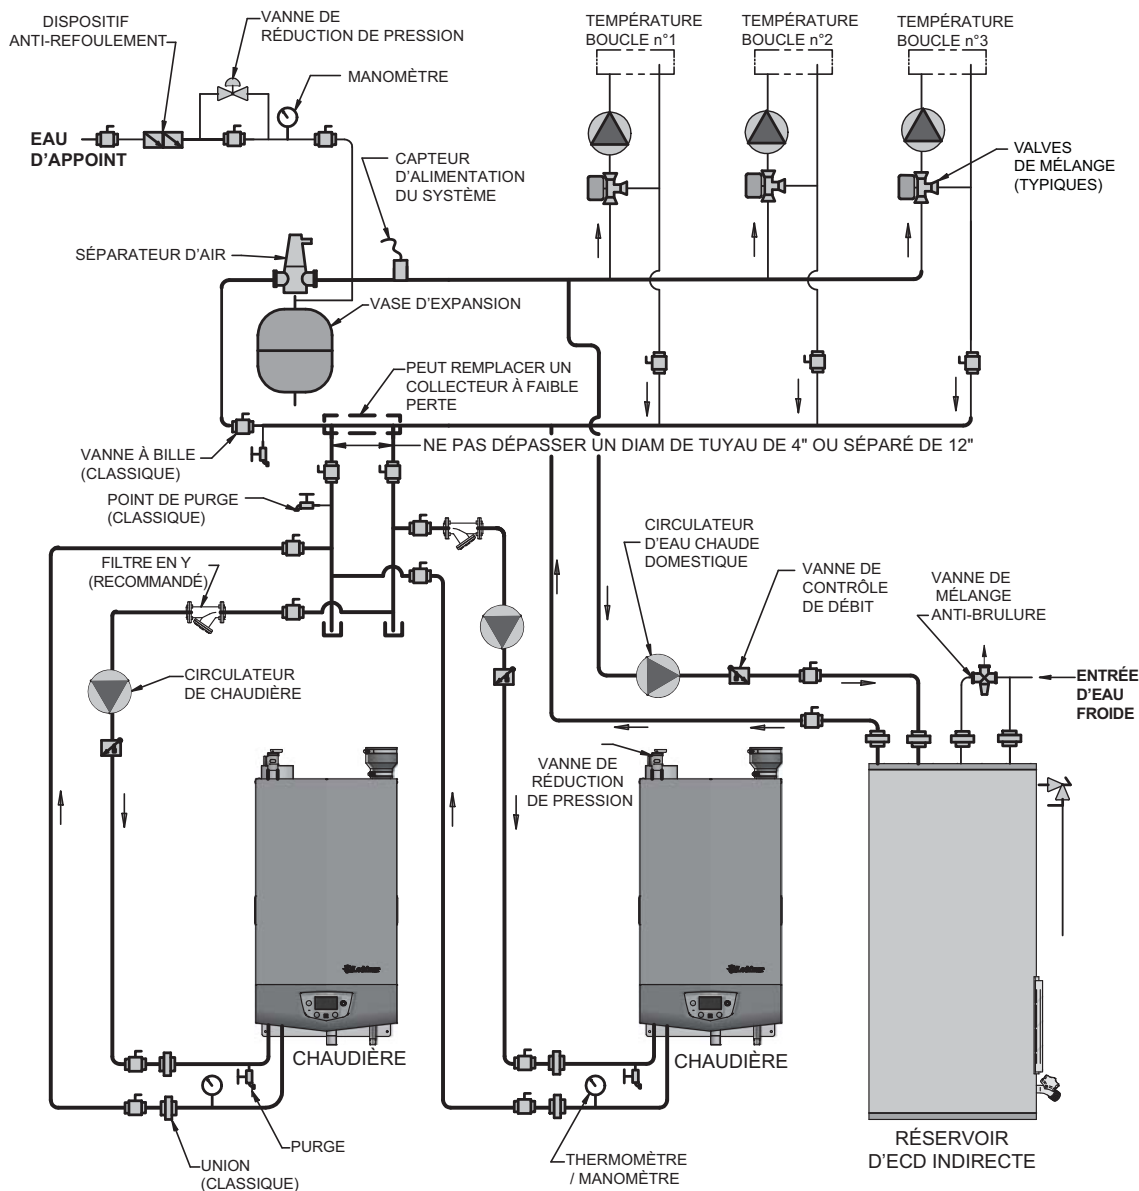 DISPOSITIF
ANTI-REFOULEMENT
VANNE DE
RÉDUCTION DE PRESSION
MANOMÈTRE
EAU
D'APPOINT
TEMPÉRATURE
BOUCLE n°1
TEMPÉRATURE
BOUCLE n°2
TEMPÉRATURE
BOUCLE n°3
CAPTEUR
D'ALIMENTATION
DU SYSTÈME
VALVES
DE MÉLANGE
(TYPIQUES)
SÉPARATEUR D'AIR
VASE D'EXPANSION
PEUT REMPLACER UN
COLLECTEUR À FAIBLE
PERTE
NE PAS DÉPASSER UN DIAM DE TUYAU DE 4" OU SÉPARÉ DE 12"
VANNE À BILLE
(CLASSIQUE)
POINT DE PURGE
(CLASSIQUE)
FILTRE EN Y
(RECOMMANDÉ)
CIRCULATEUR
D'EAU CHAUDE
DOMESTIQUE
VANNE DE
CONTRÔLE
DE DÉBIT
VANNE DE
MÉLANGE
ANTI-BRULURE
CIRCULATEUR
DE CHAUDIÈRE
ENTRÉE
D'EAU
FROIDE
VANNE DE
RÉDUCTION
DE PRESSION
CHAUDIÈRE
CHAUDIÈRE
PURGE
UNION
(CLASSIQUE)
THERMOMÈTRE
/ MANOMÈTRE
RÉSERVOIR
D'ECD INDIRECTE